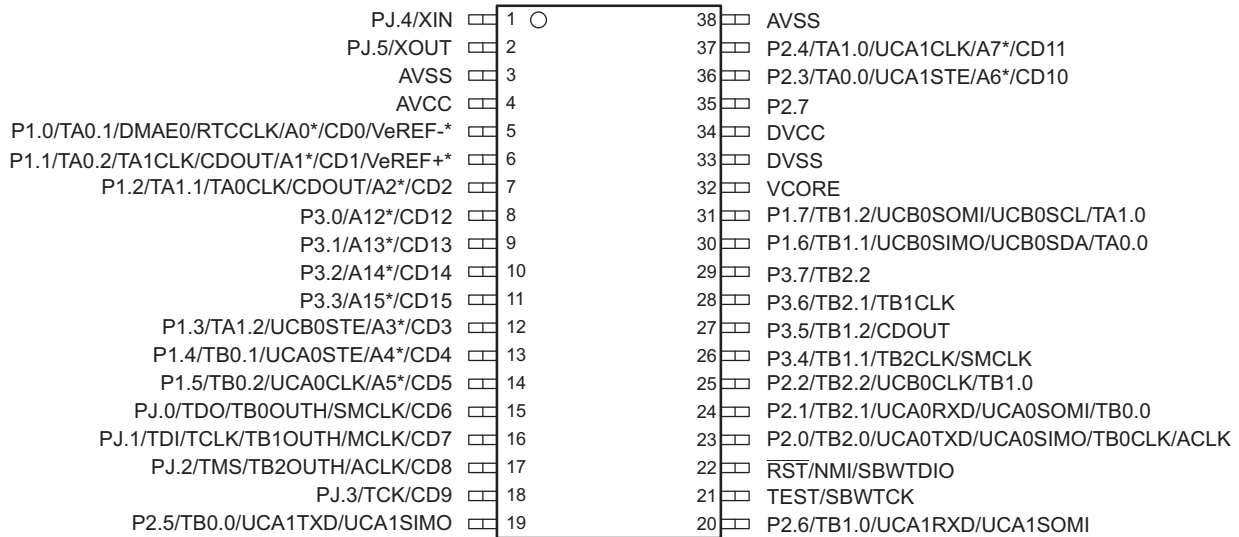 PJ.4/XIN 1 38 AVSS
PJ.5/XOUT 2 37 P2.4/TA1.0/UCA1CLK/A7*/CD11
AVSS 3 36 P2.3/TA0.0/UCA1STE/A6*/CD10
AVCC 4 35 P2.7
P1.0/TA0.1/DMAE0/RTCCLK/A0*/CD0/VeREF-* 5 34 DVCC
P1.1/TA0.2/TA1CLK/CDOUT/A1*/CD1/VeREF+* 6 33 DVSS
P1.2/TA1.1/TA0CLK/CDOUT/A2*/CD2 7 32 VCORE
P3.0/A12*/CD12 8 31 P1.7/TB1.2/UCB0SOMI/UCB0SCL/TA1.0
P3.1/A13*/CD13 9 30 P1.6/TB1.1/UCB0SIMO/UCB0SDA/TA0.0
P3.2/A14*/CD14 10 29 P3.7/TB2.2
P3.3/A15*/CD15 11 28 P3.6/TB2.1/TB1CLK
P1.3/TA1.2/UCB0STE/A3*/CD3 12 27 P3.5/TB1.2/CDOUT
P1.4/TB0.1/UCA0STE/A4*/CD4 13 26 P3.4/TB1.1/TB2CLK/SMCLK
P1.5/TB0.2/UCA0CLK/A5*/CD5 14 25 P2.2/TB2.2/UCB0CLK/TB1.0
PJ.0/TDO/TB0OUTH/SMCLK/CD6 15 24 P2.1/TB2.1/UCA0RXD/UCA0SOMI/TB0.0
PJ.1/TDI/TCLK/TB1OUTH/MCLK/CD7 16 23 P2.0/TB2.0/UCA0TXD/UCA0SIMO/TB0CLK/ACLK
PJ.2/TMS/TB2OUTH/ACLK/CD8 17 22 RST/NMI/SBWTDIO
PJ.3/TCK/CD9 18 21 TEST/SBWTCK
P2.5/TB0.0/UCA1TXD/UCA1SIMO 19 20 P2.6/TB1.0/UCA1RXD/UCA1SOMI